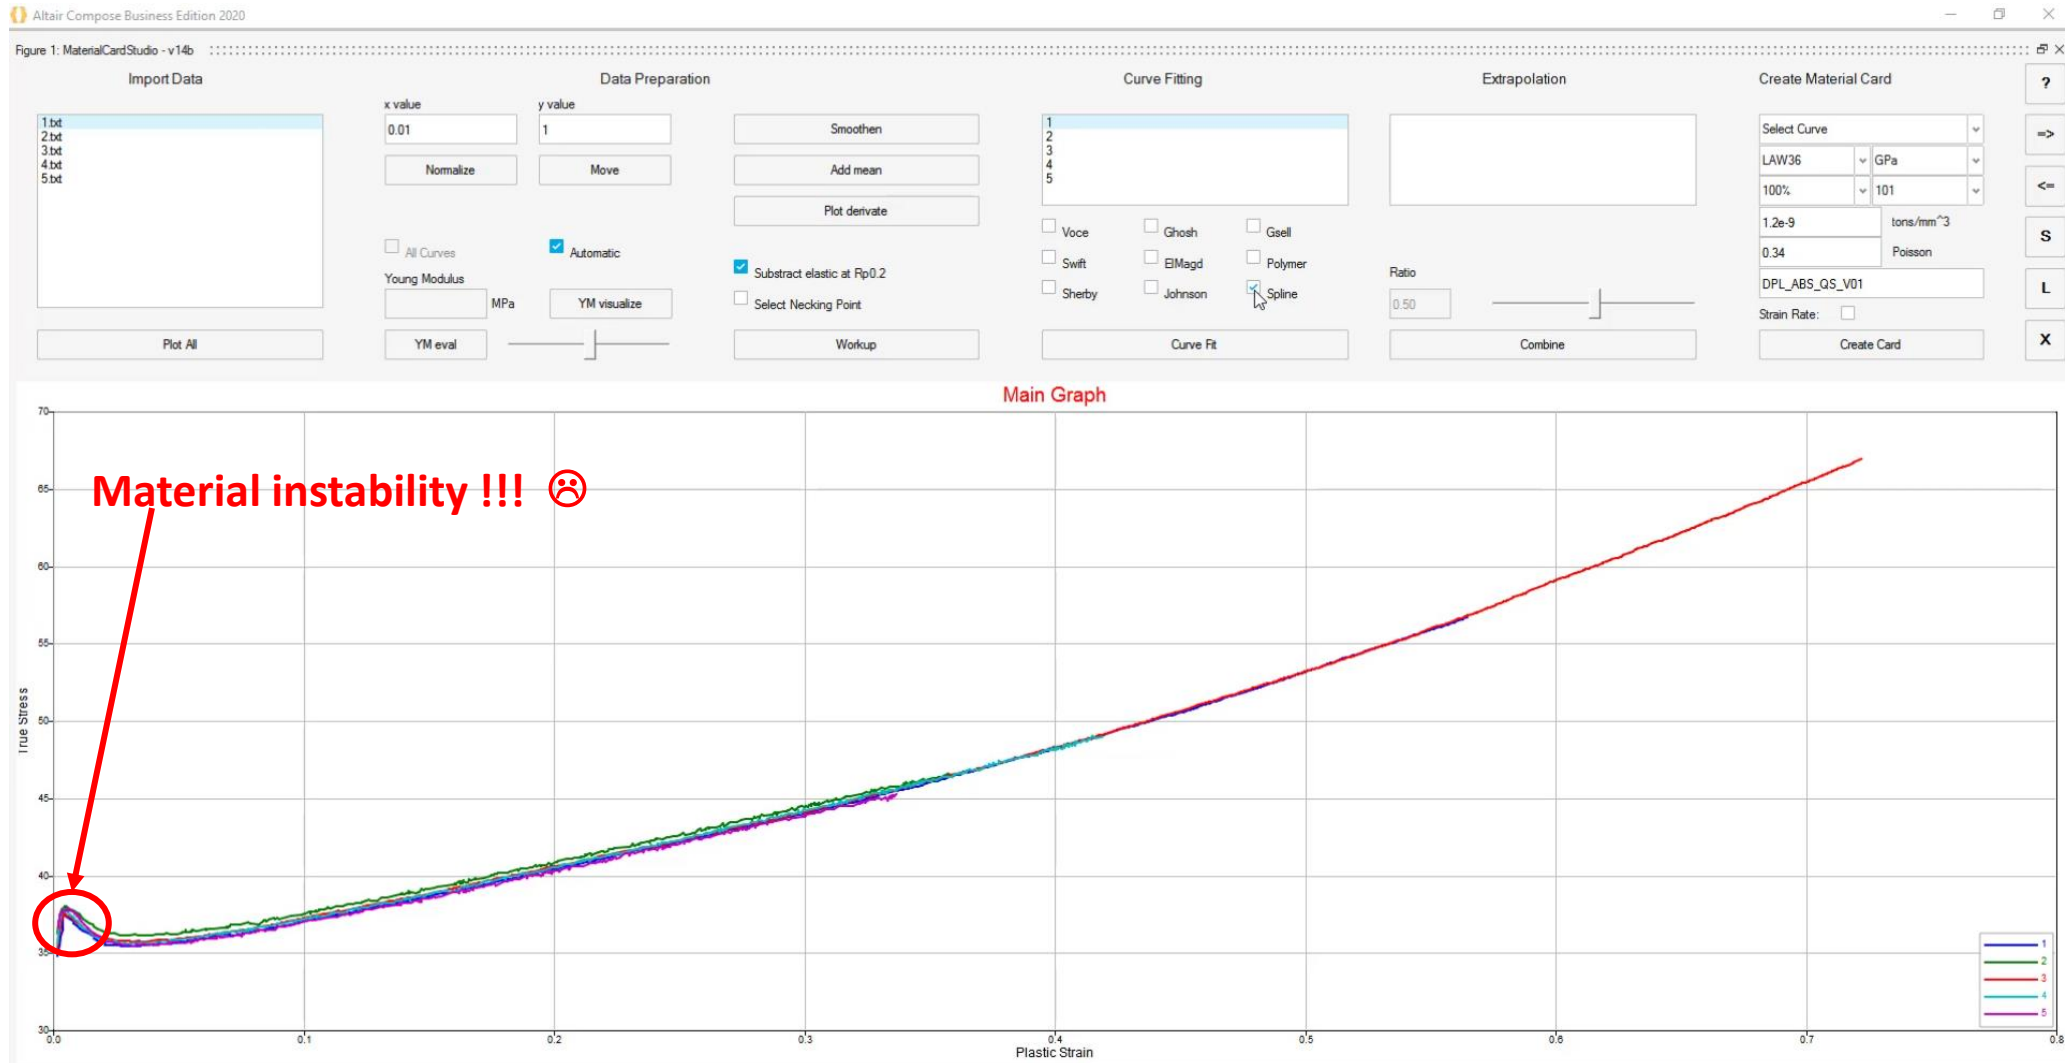 Altair Compose Business Edition 2020
Figure 1: MaterialCardStudio - v14b
Import Data
1.txt
2.txt
3.txt
4.txt
5.txt
Plot All
Data Preparation
x value
y value
0.01
1
Normalize
Move
All Curves
Automatic
Young Modulus
MPa
YM visualize
YM eval
Smoothen
Add mean
Plot derivate
Substract elastic at Rp0.2
Select Necking Point
Workup
Curve Fitting
1
2
3
4
5
Voce
Ghosh
Gsell
Swift
ElMagd
Polymer
Sherby
Johnson
Spline
Curve Fit
Extrapolation
Ratio
0.50
Combine
Create Material Card
Select Curve
LAW36
GPa
100%
101
1.2e-9
tons/mm^3
0.34
Poisson
DPL_ABS_QS_V01
Strain Rate:
Create Card
?
=>
<=
S
L
X
Main Graph
Material instability !!! ☹
True Stress
70
65
60
55
50
45
40
35
30
0.0
0.1
0.2
0.3
0.4
0.5
0.6
0.7
0.8
Plastic Strain
1
2
3
4
5